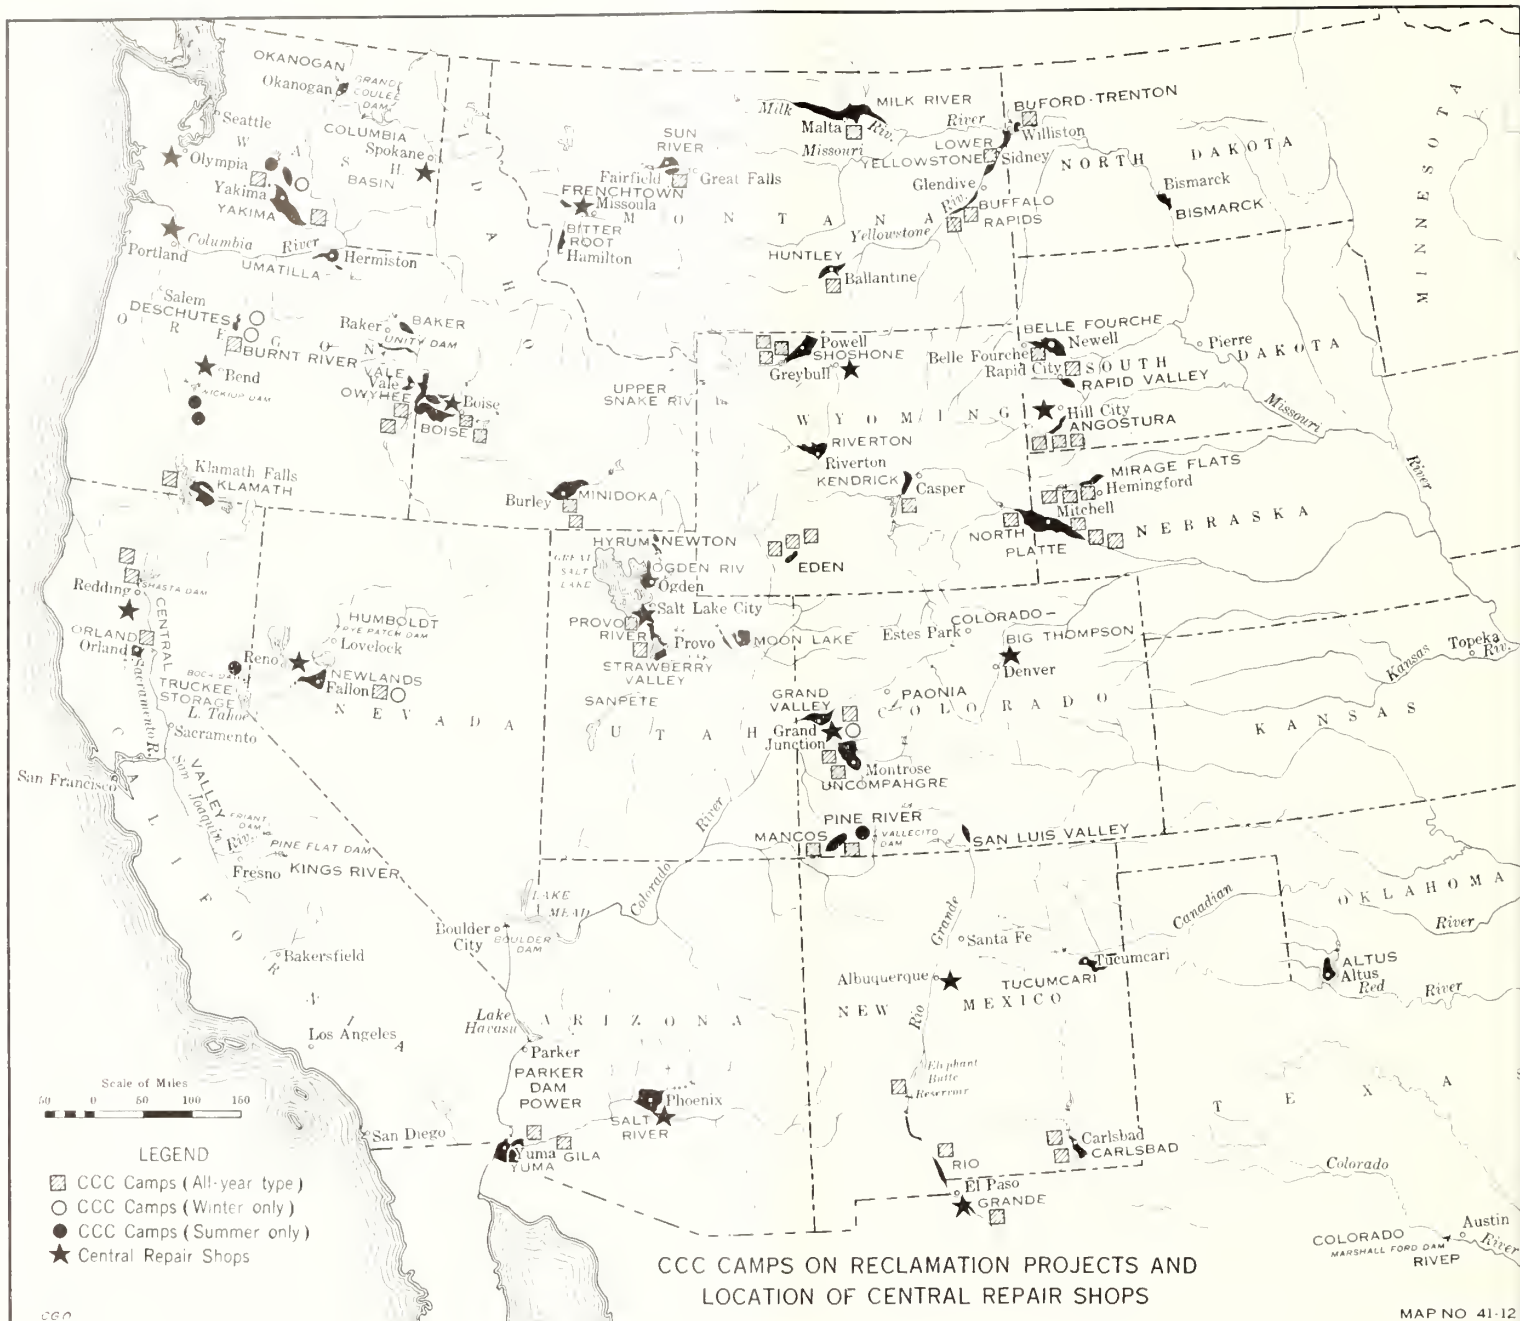 OKANOGAN
Okanogan
GRAND COULEE DAM
COLUMBIA BASIN
Seattle
WASH.
Spokane
Olympia
Yakima
YAKIMA
Portland
Columbia River
Hermiston
UMATILLA
IDAHO
SUN RIVER
Fairfield
Great Falls
FRENCHTOWN
Missoula
MONTANA
BITTER ROOT
Hamilton
Milk Riv.
MILK RIVER
Malta
Missouri River
BUFORD-TRENTON
Williston
LOWER YELLOWSTONE
Sidney
Glendive
BUFFALO RAPIDS
Yellowstone Riv.
HUNTLEY
Ballantine
NORTH DAKOTA
Bismarck
BISMARCK
MINNESOTA
Salem
DESCHUTES
OREGON
Baker
BAKER
UNITY DAM
BURNT RIVER
VALE
Vale
OWYHEE
Bend
WICKIUP DAM
Boise
BOISE
UPPER SNAKE RIV
Klamath Falls
KLAMATH
Burley
MINIDOKA
Powell
SHOSHONE
Greybull
WYOMING
RIVERTON
Riverton
KENDRICK
Casper
EDEN
BELLE FOURCHE
Newell
Belle Fourche
Rapid City
RAPID VALLEY
Pierre
SOUTH DAKOTA
Hill City
ANGOSTURA
Missouri River
MIRAGE FLATS
Hemingford
Mitchell
NORTH PLATTE
NEBRASKA
SHASTA DAM
Redding
ORLAND
Orland
CENTRAL VALLEY
Sacramento R.
BOCA DAM
TRUCKEE STORAGE
L. Tahoe
Sacramento
Reno
HUMBOLDT
RYE PATCH DAM
Lovelock
NEWLANDS
Fallon
NEVADA
HYRUM
NEWTON
GREAT SALT LAKE
OGDEN RIV
Ogden
Salt Lake City
PROVO RIVER
Provo
MOON LAKE
STRAWBERRY VALLEY
SANPETE
UTAH
COLORADO-BIG THOMPSON
Estes Park
Denver
GRAND VALLEY
Grand Junction
PAONIA
COLORADO
Montrose
UNCOMPAHGRE
PINE RIVER
MANCOS
VALLECITO DAM
SAN LUIS VALLEY
Kansas Riv.
Topeka
KANSAS
San Francisco
San Joaquin Riv.
FRIANT DAM
PINE FLAT DAM
Fresno
KINGS RIVER
CALIFORNIA
Bakersfield
Los Angeles
San Diego
LAKE MEAD
Boulder City
BOULDER DAM
Colorado River
Lake Havasu
ARIZONA
Parker
PARKER DAM POWER
Phoenix
SALT RIVER
Yuma
YUMA
GILA
Santa Fe
Albuquerque
NEW MEXICO
Rio Grande
TUCUMCARI
Tucumcari
Elephant Butte Reservoir
Carlsbad
CARLSBAD
RIO GRANDE
El Paso
Canadian River
OKLAHOMA
ALTUS
Altus
Red River
TEXAS
Colorado River
Austin
COLORADO RIVER
MARSHALL FORD DAM
Scale of Miles
50 0 50 100 150
LEGEND
CCC Camps (All-year type)
CCC Camps (Winter only)
CCC Camps (Summer only)
Central Repair Shops
CCC CAMPS ON RECLAMATION PROJECTS AND
LOCATION OF CENTRAL REPAIR SHOPS
MAP NO 41-12